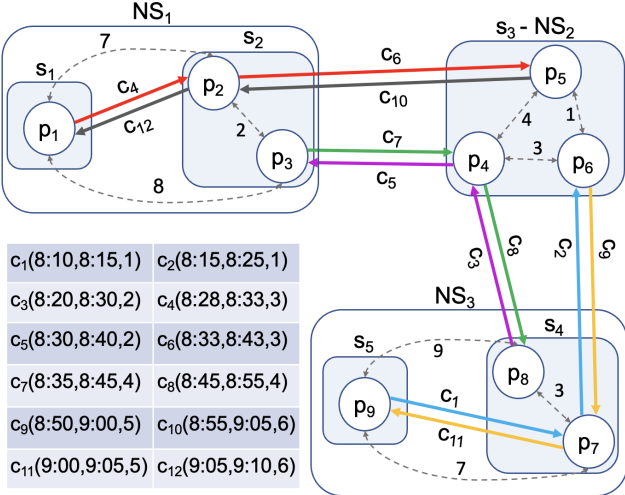 NS₁
7
s₂
s₃ - NS₂
s₁
c₄
c₆
p₅
p₂
c₁₀
p₁
c₁₂
2
4
1
p₃
c₇
3
p₄
p₆
c₅
8
c₃
c₈
c₂
c₉
c₁(8:10,8:15,1) c₂(8:15,8:25,1)
c₃(8:20,8:30,2) c₄(8:28,8:33,3)
c₅(8:30,8:40,2) c₆(8:33,8:43,3)
c₇(8:35,8:45,4) c₈(8:45,8:55,4)
c₉(8:50,9:00,5) c₁₀(8:55,9:05,6)
c₁₁(9:00,9:05,5) c₁₂(9:05,9:10,6)
NS₃
s₅
9
s₄
p₈
c₁
3
p₉
c₁₁
p₇
7